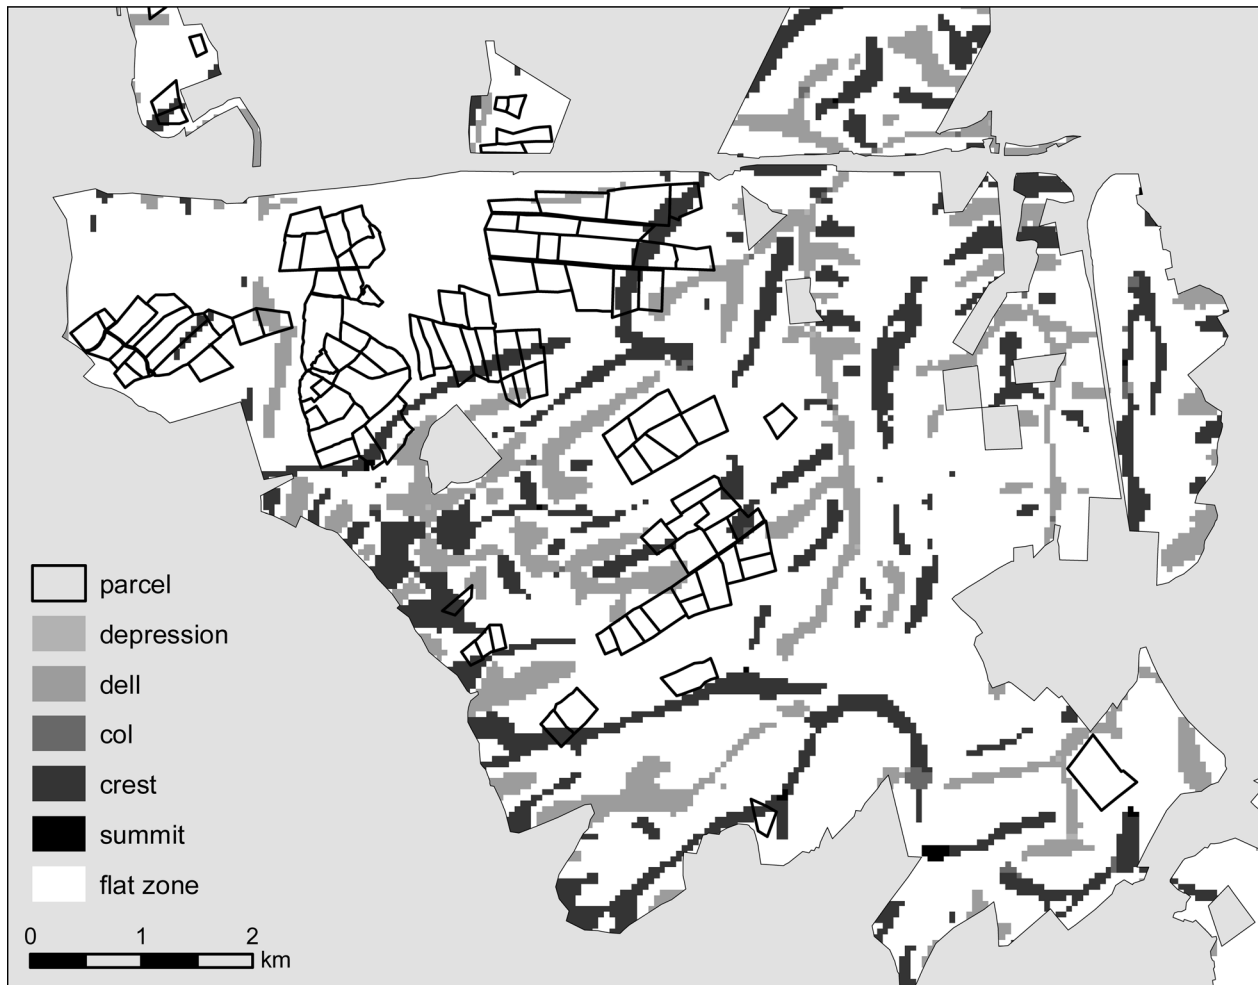 parcel
depression
dell
col
crest
summit
flat zone
0 1 2
km